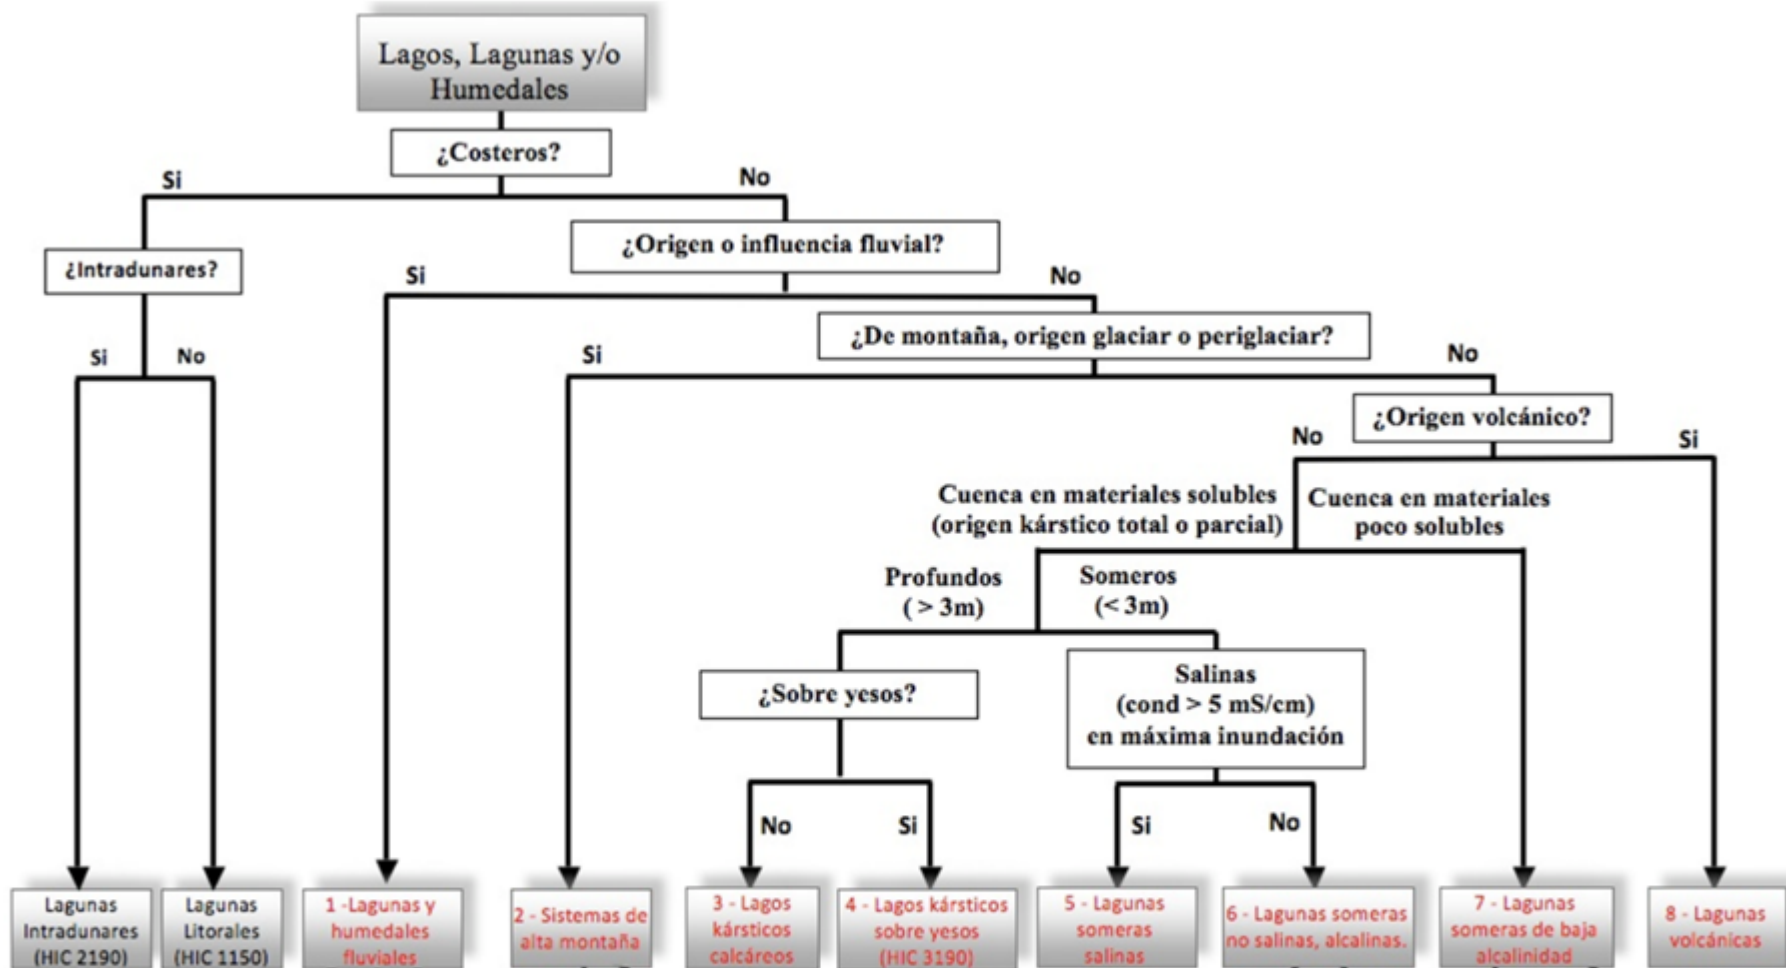 Lagos, Lagunas y/o
Humedales
¿Costeros?
Si
No
¿Origen o influencia fluvial?
¿Intradunares?
Si
No
¿De montaña, origen glaciar o periglaciar?
Si
No
Si
No
¿Origen volcánico?
No
Si
Cuenca en materiales solubles
(origen kárstico total o parcial)
Cuenca en materiales
poco solubles
Profundos
( > 3m)
Someros
(< 3m)
¿Sobre yesos?
Salinas
(cond > 5 mS/cm)
en máxima inundación
No
Si
Si
No
Lagunas
Intradunares
(HIC 2190)
Lagunas
Litorales
(HIC 1150)
1 -Lagunas y
humedales
fluviales
2 - Sistemas de
alta montaña
3 - Lagos
kársticos
calcáreos
4 - Lagos kársticos
sobre yesos
(HIC 3190)
5 - Lagunas
someras
salinas
6 - Lagunas someras
no salinas, alcalinas.
7 - Lagunas
someras de baja
alcalinidad
8 - Lagunas
volcánicas